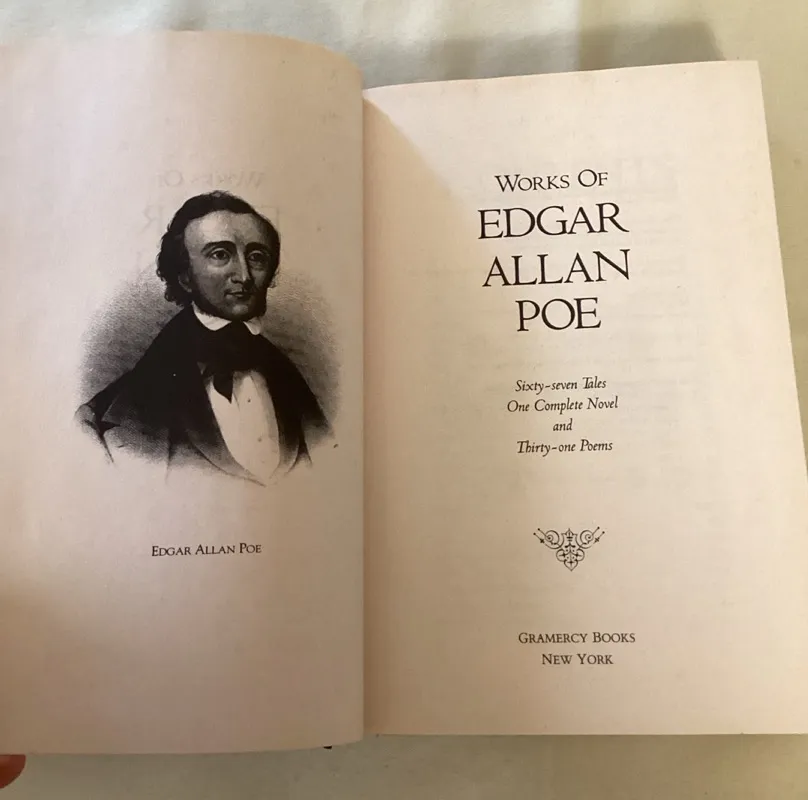 EDGAR ALLAN POE
WORKS OF
EDGAR
ALLAN
POE
Sixty-seven Tales
One Complete Novel
and
Thirty-one Poems
GRAMERCY BOOKS
NEW YORK